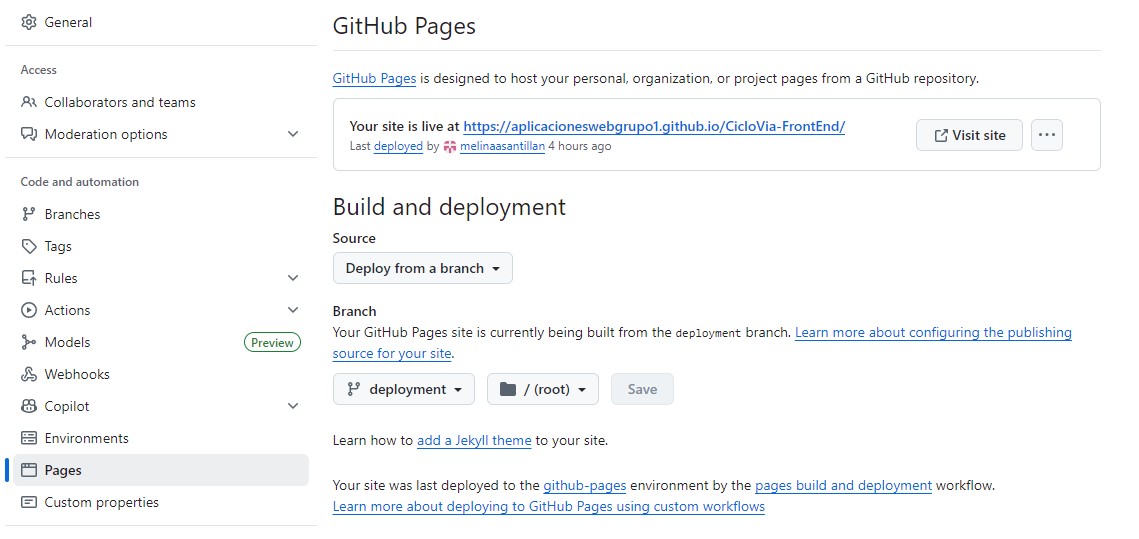 General
Access
Collaborators and teams
Moderation options
Code and automation
Branches
Tags
Rules
Actions
Models
Preview
Webhooks
Copilot
Environments
Pages
Custom properties
GitHub Pages
GitHub Pages is designed to host your personal, organization, or project pages from a GitHub repository.
Your site is live at https://aplicacioneswebgrupo1.github.io/CicloVia-FrontEnd/
Last deployed by melinaasantillan 4 hours ago
Visit site
Build and deployment
Source
Deploy from a branch
Branch
Your GitHub Pages site is currently being built from the deployment branch. Learn more about configuring the publishing
source for your site.
deployment
/ (root)
Save
Learn how to add a Jekyll theme to your site.
Your site was last deployed to the github-pages environment by the pages build and deployment workflow.
Learn more about deploying to GitHub Pages using custom workflows